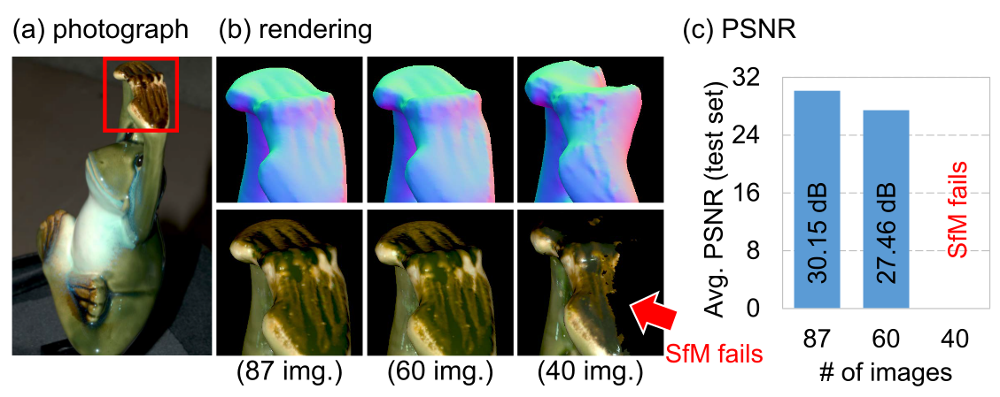 (a) photograph
(b) rendering
(c) PSNR
(87 img.)
(60 img.)
(40 img.)
SfM fails
Avg. PSNR (test set)
32
24
16
8
0
30.15 dB
27.46 dB
SfM fails
87
60
40
# of images